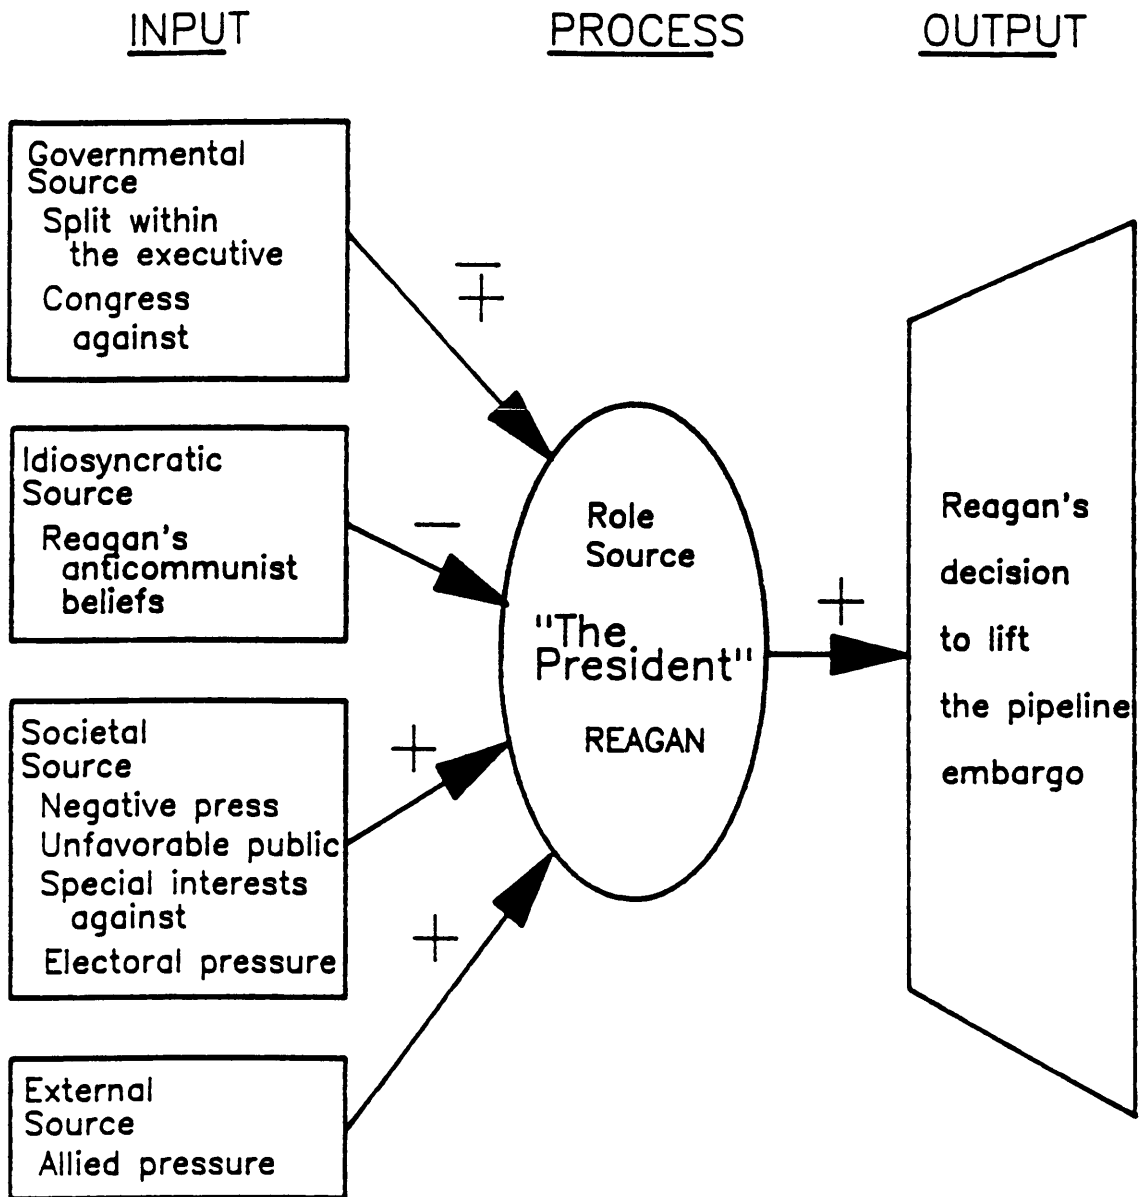 INPUT
PROCESS
OUTPUT
Governmental
Source
Split within
the executive
Congress
against
∓
Idiosyncratic
Source
Reagan's
anticommunist
beliefs
−
Societal
Source
Negative press
Unfavorable public
Special interests
against
Electoral pressure
+
External
Source
Allied pressure
+
Role
Source
"The
President"
REAGAN
+
Reagan's
decision
to lift
the pipeline
embargo